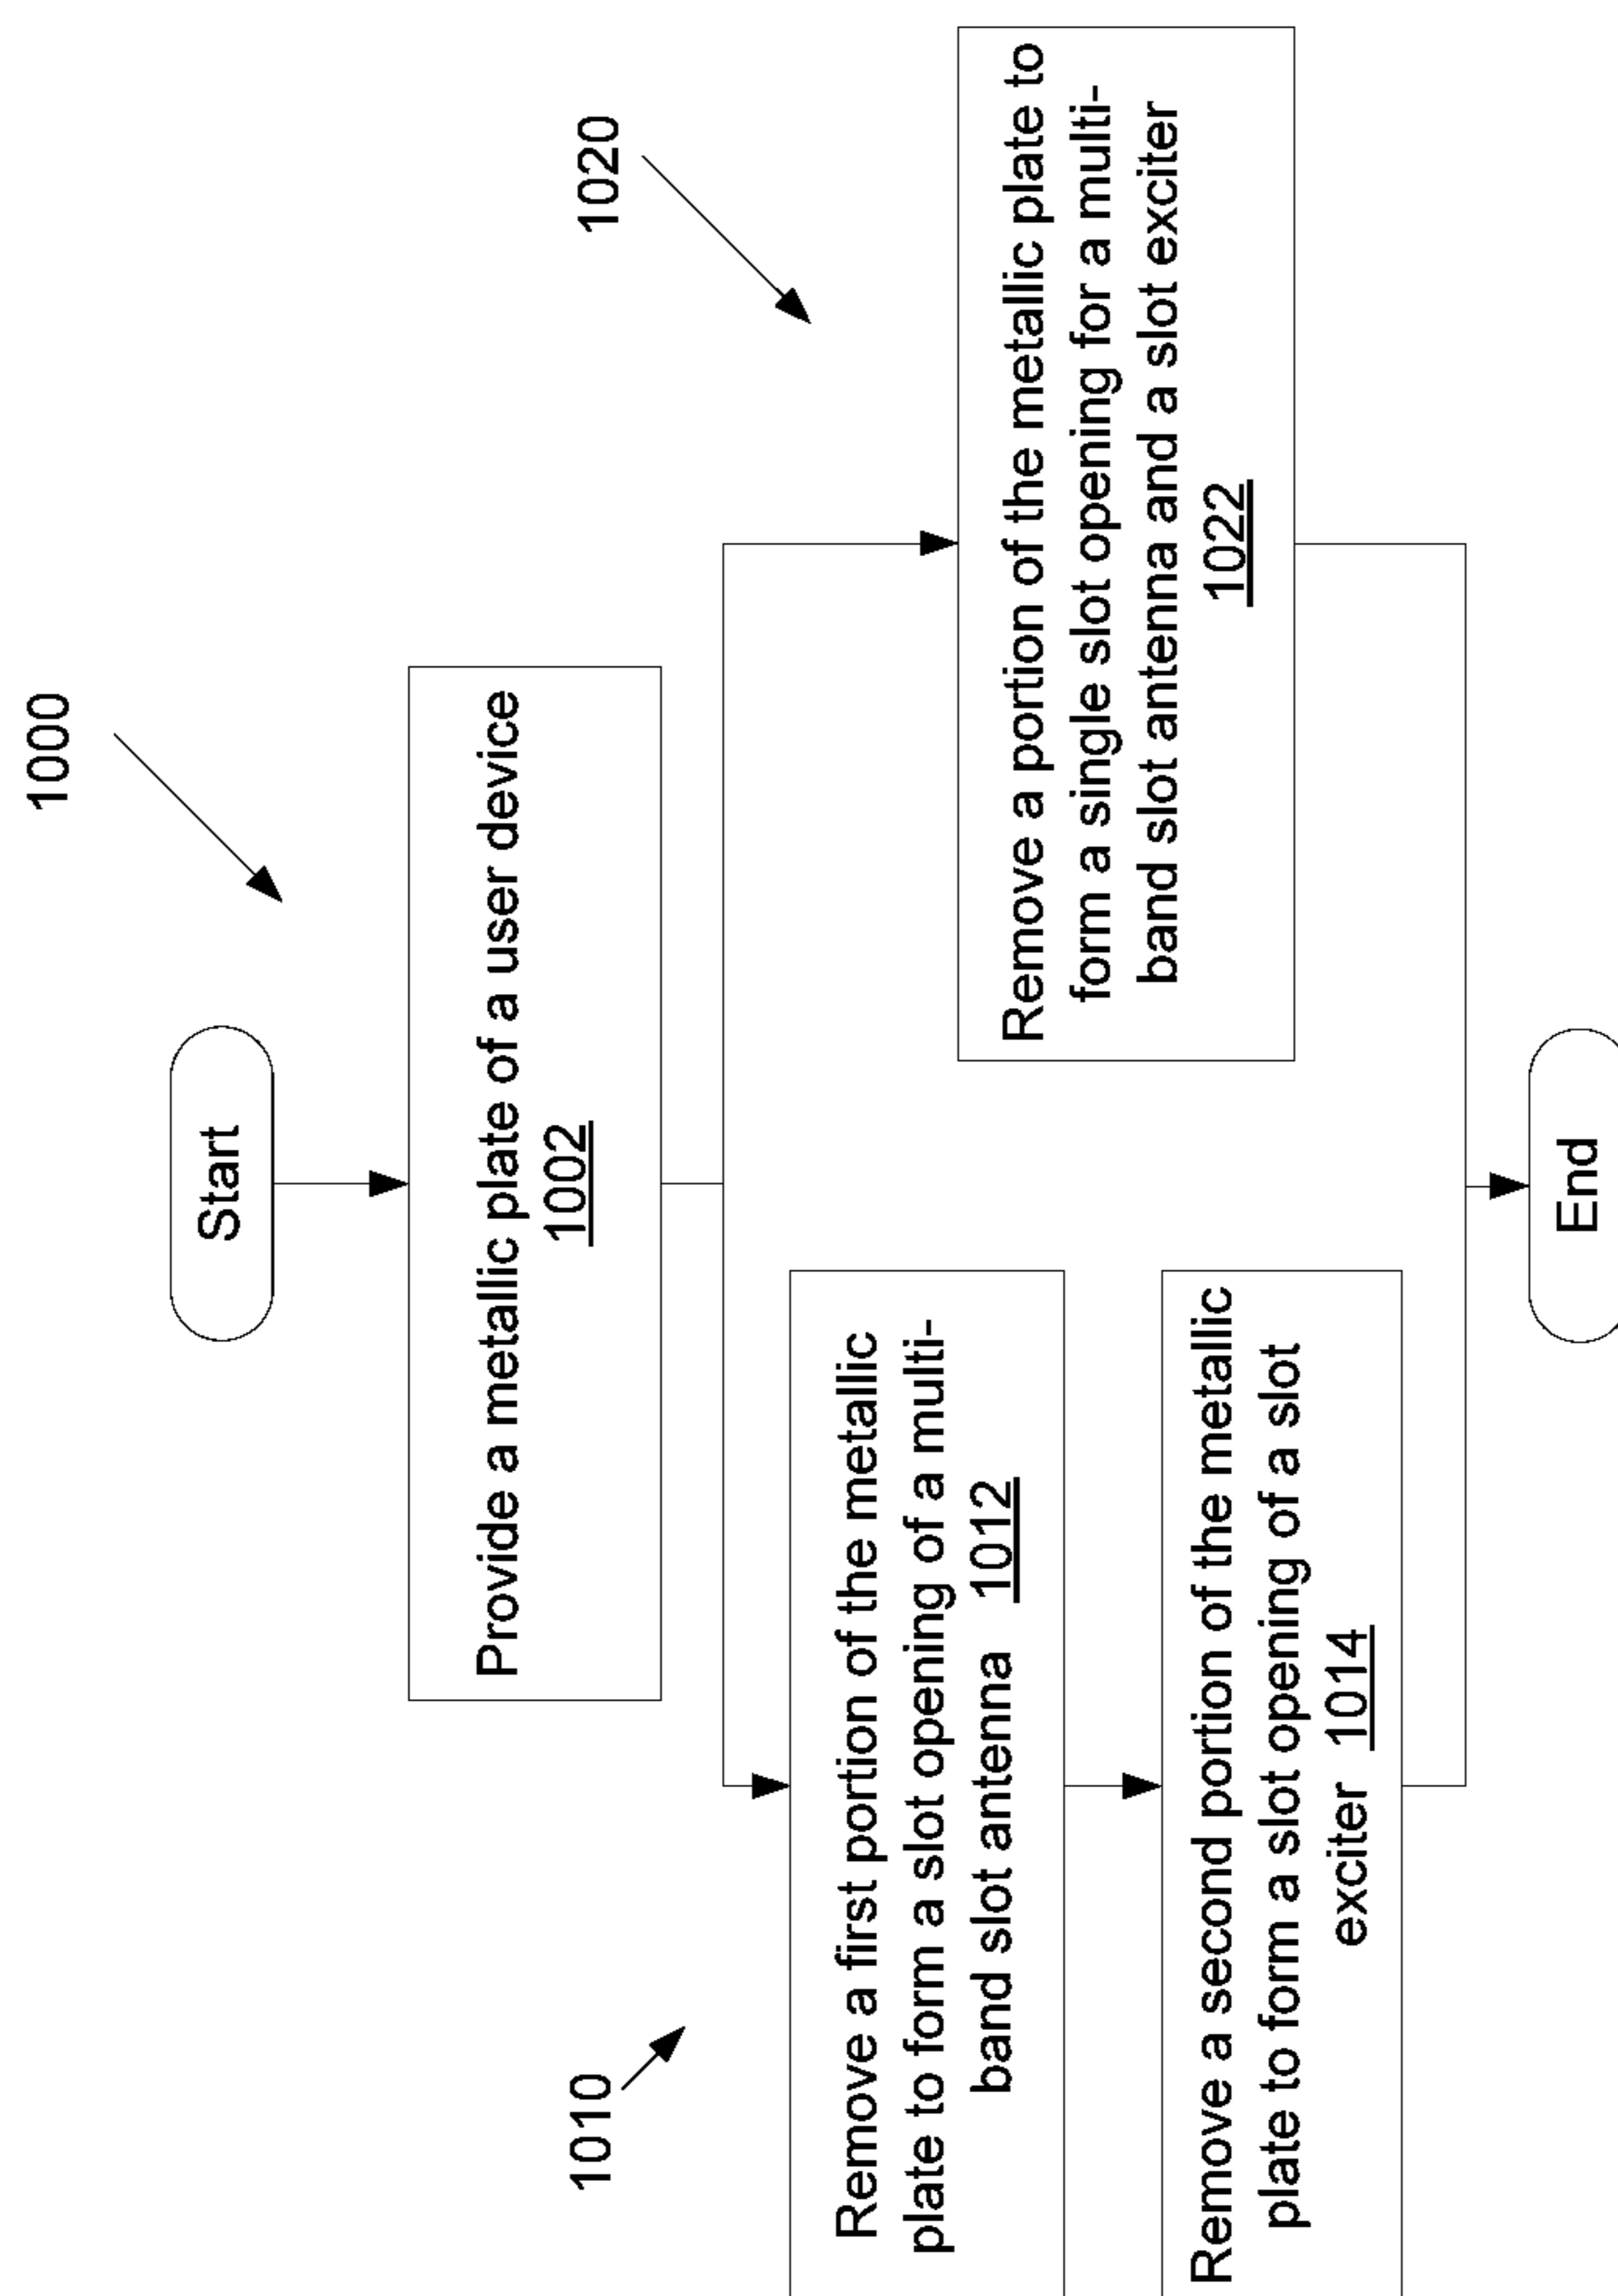 1000
Start
Provide a metallic plate of a user device
1002
1010
1020
Remove a first portion of the metallic
plate to form a slot opening of a multi-
band slot antenna 1012
Remove a second portion of the metallic
plate to form a slot opening of a slot
exciter 1014
Remove a portion of the metallic plate to
form a single slot opening for a multi-
band slot antenna and a slot exciter
1022
End